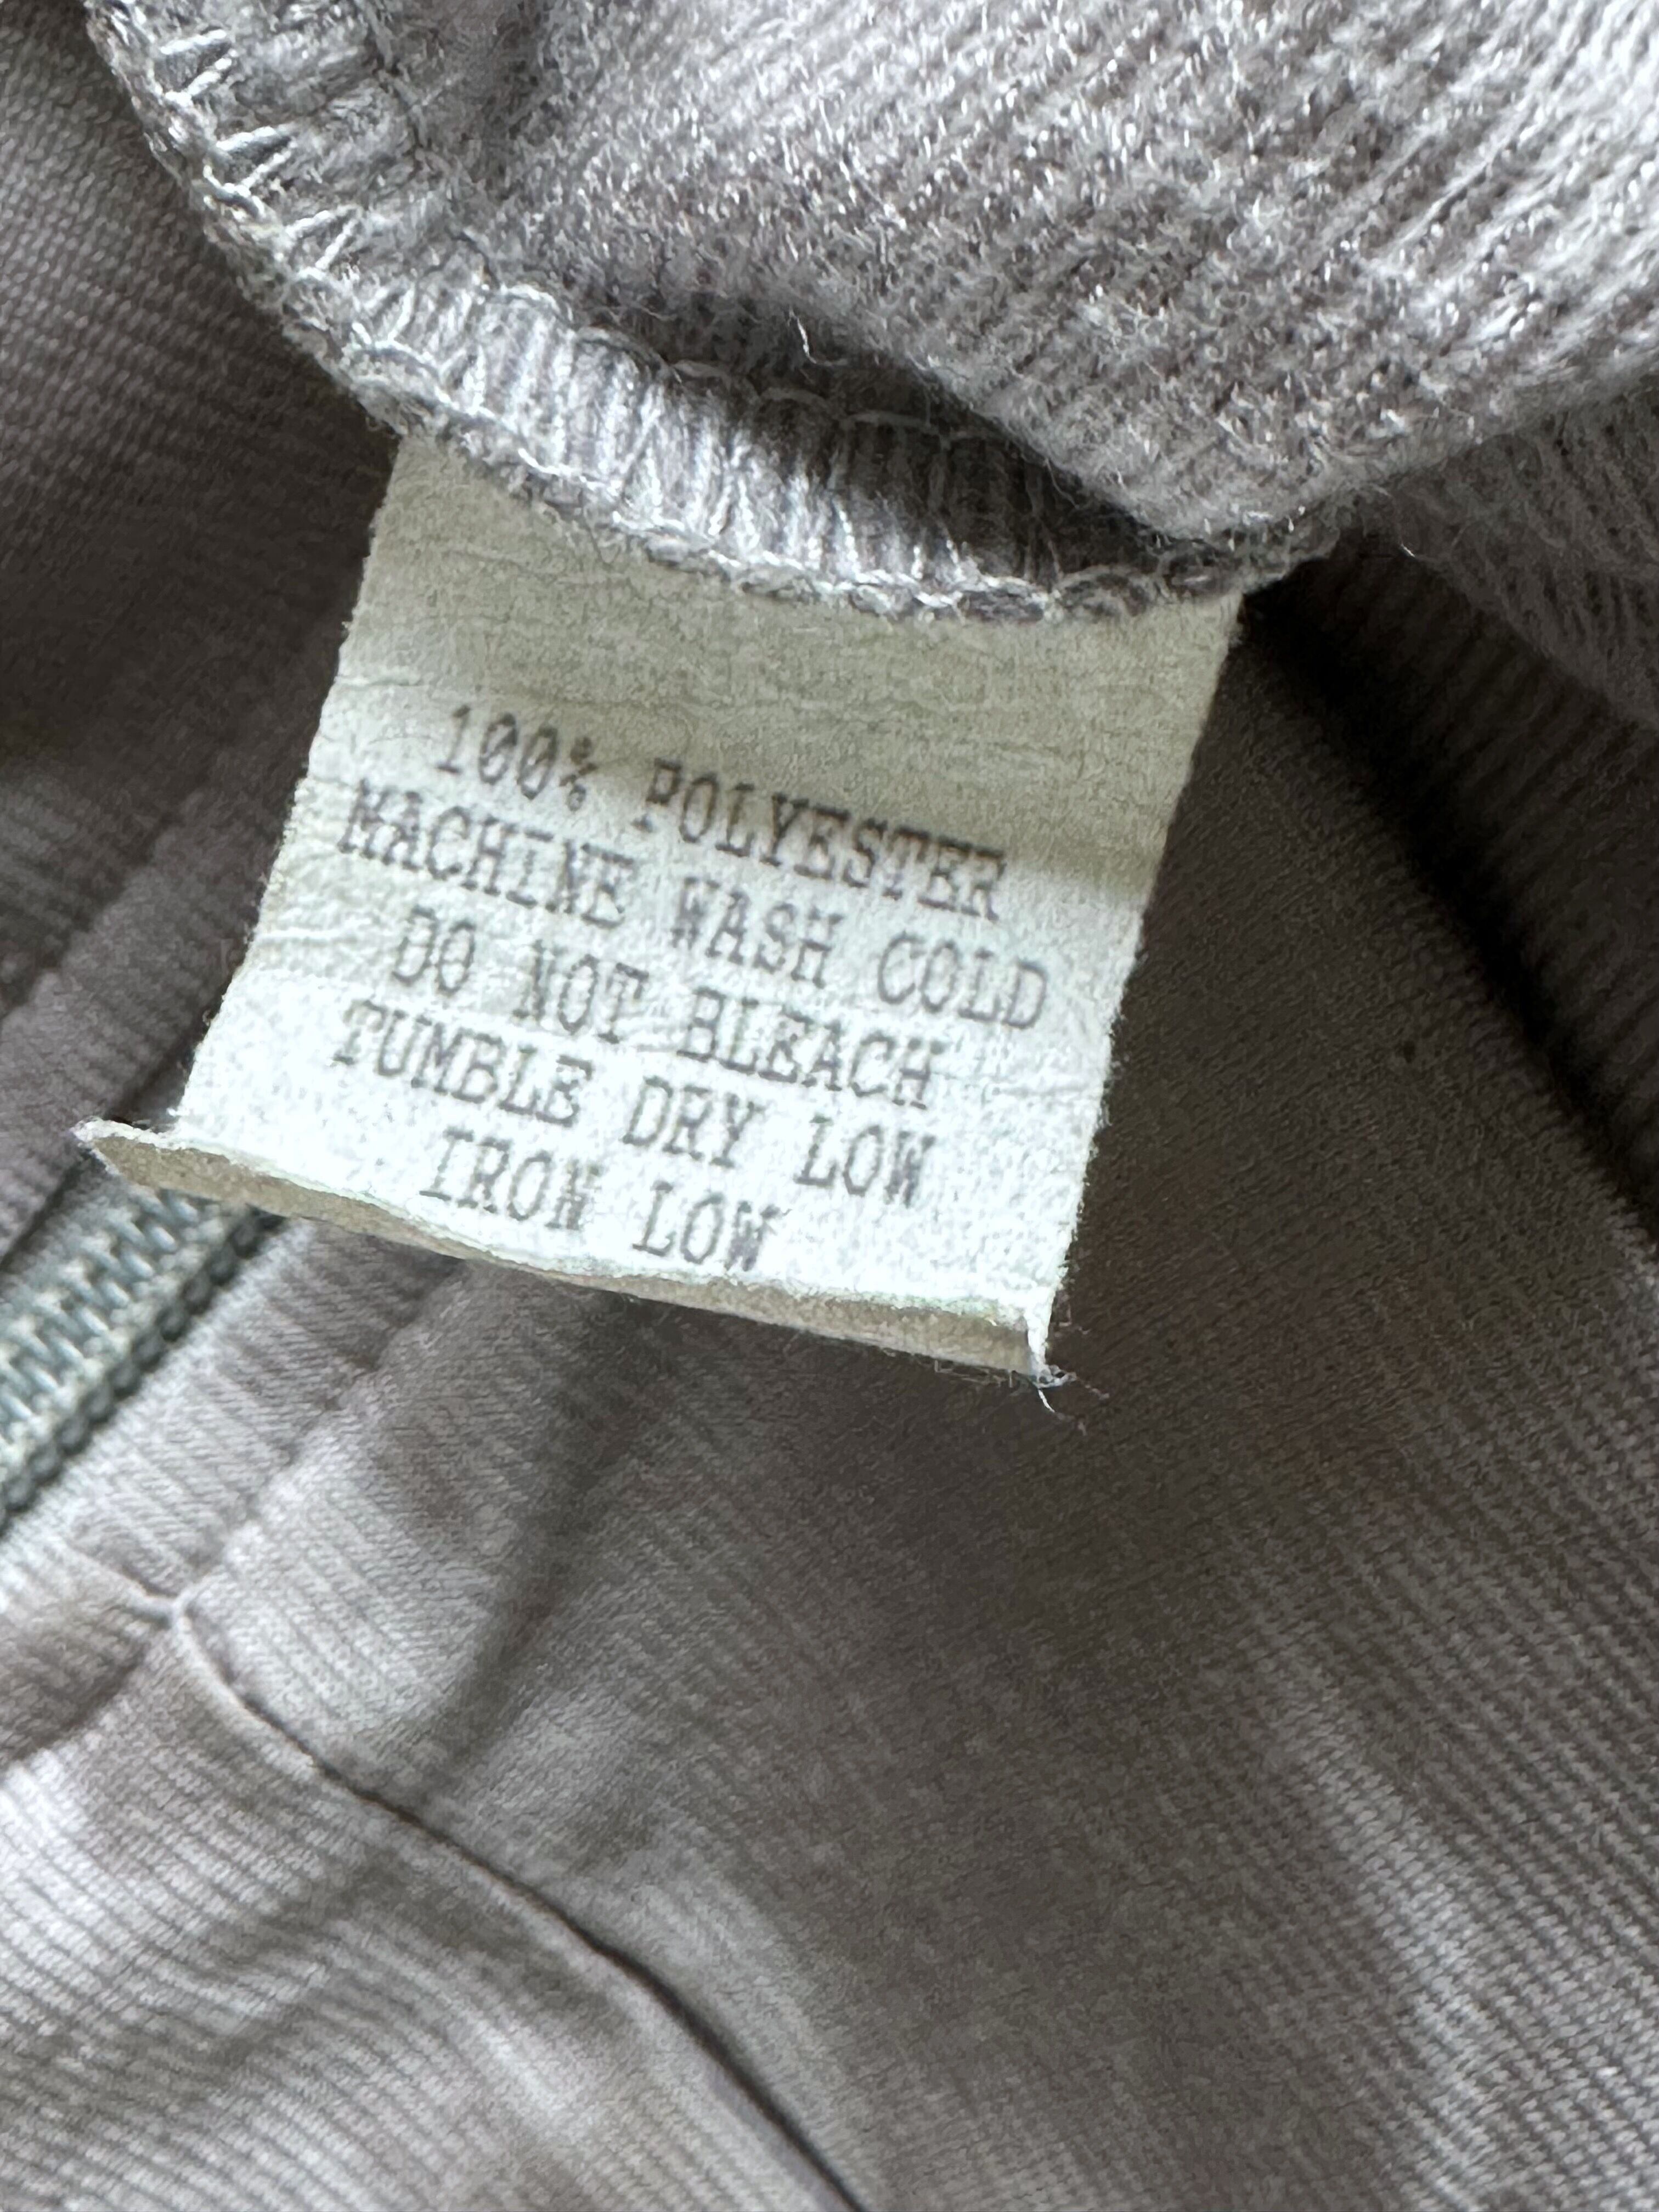 100% POLYESTER
MACHINE WASH COLD
DO NOT BLEACH
TUMBLE DRY LOW
IRON LOW